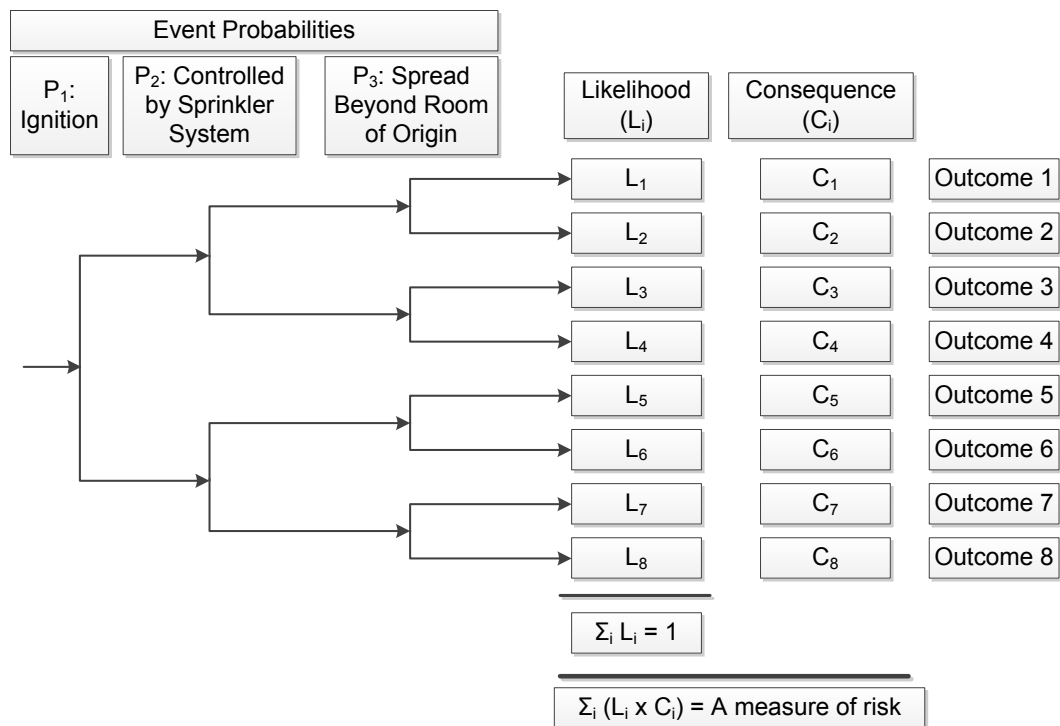 Event Probabilities
P₁:
Ignition
P₂: Controlled
by Sprinkler
System
P₃: Spread
Beyond Room
of Origin
Likelihood
(Lᵢ)
Consequence
(Cᵢ)
L₁ C₁ Outcome 1
L₂ C₂ Outcome 2
L₃ C₃ Outcome 3
L₄ C₄ Outcome 4
L₅ C₅ Outcome 5
L₆ C₆ Outcome 6
L₇ C₇ Outcome 7
L₈ C₈ Outcome 8
Σᵢ Lᵢ = 1
Σᵢ (Lᵢ x Cᵢ) = A measure of risk